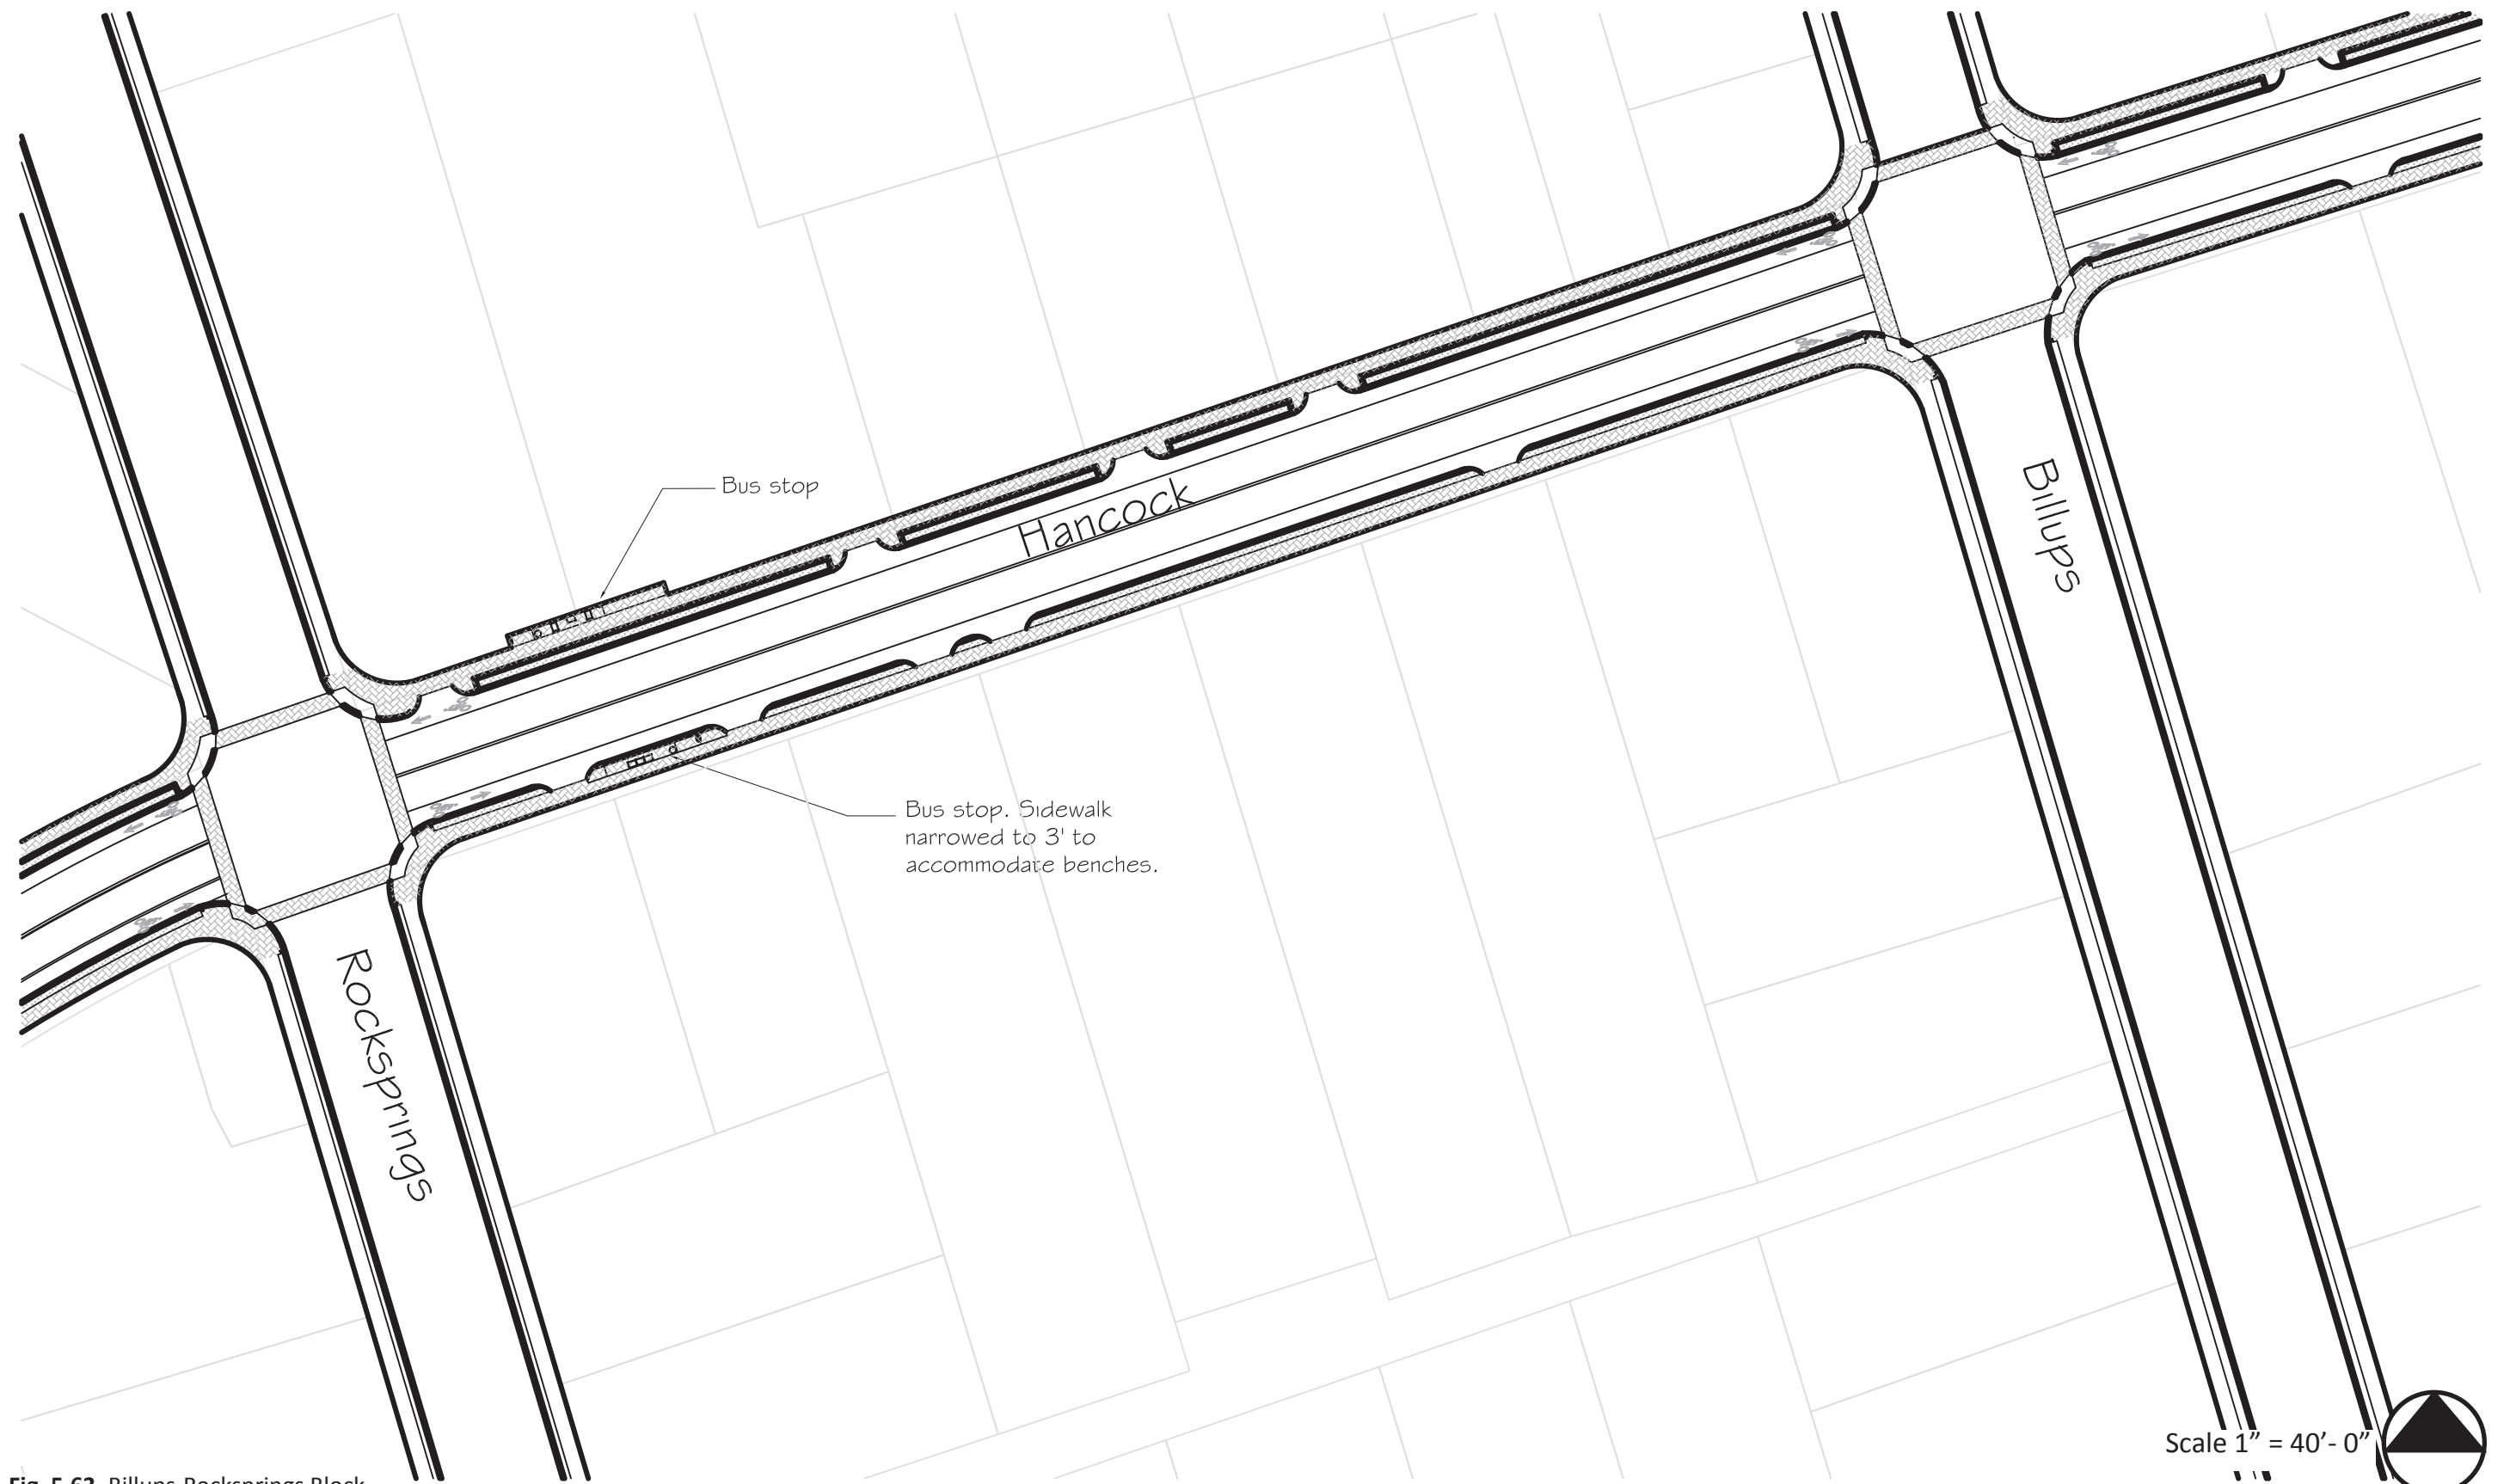 Bus stop
Hancock
Billups
Bus stop. Sidewalk
narrowed to 3' to
accommodate benches.
Rocksprings
Scale 1” = 40’- 0”
Fig. 5.63 Billups-Rocksprings Block